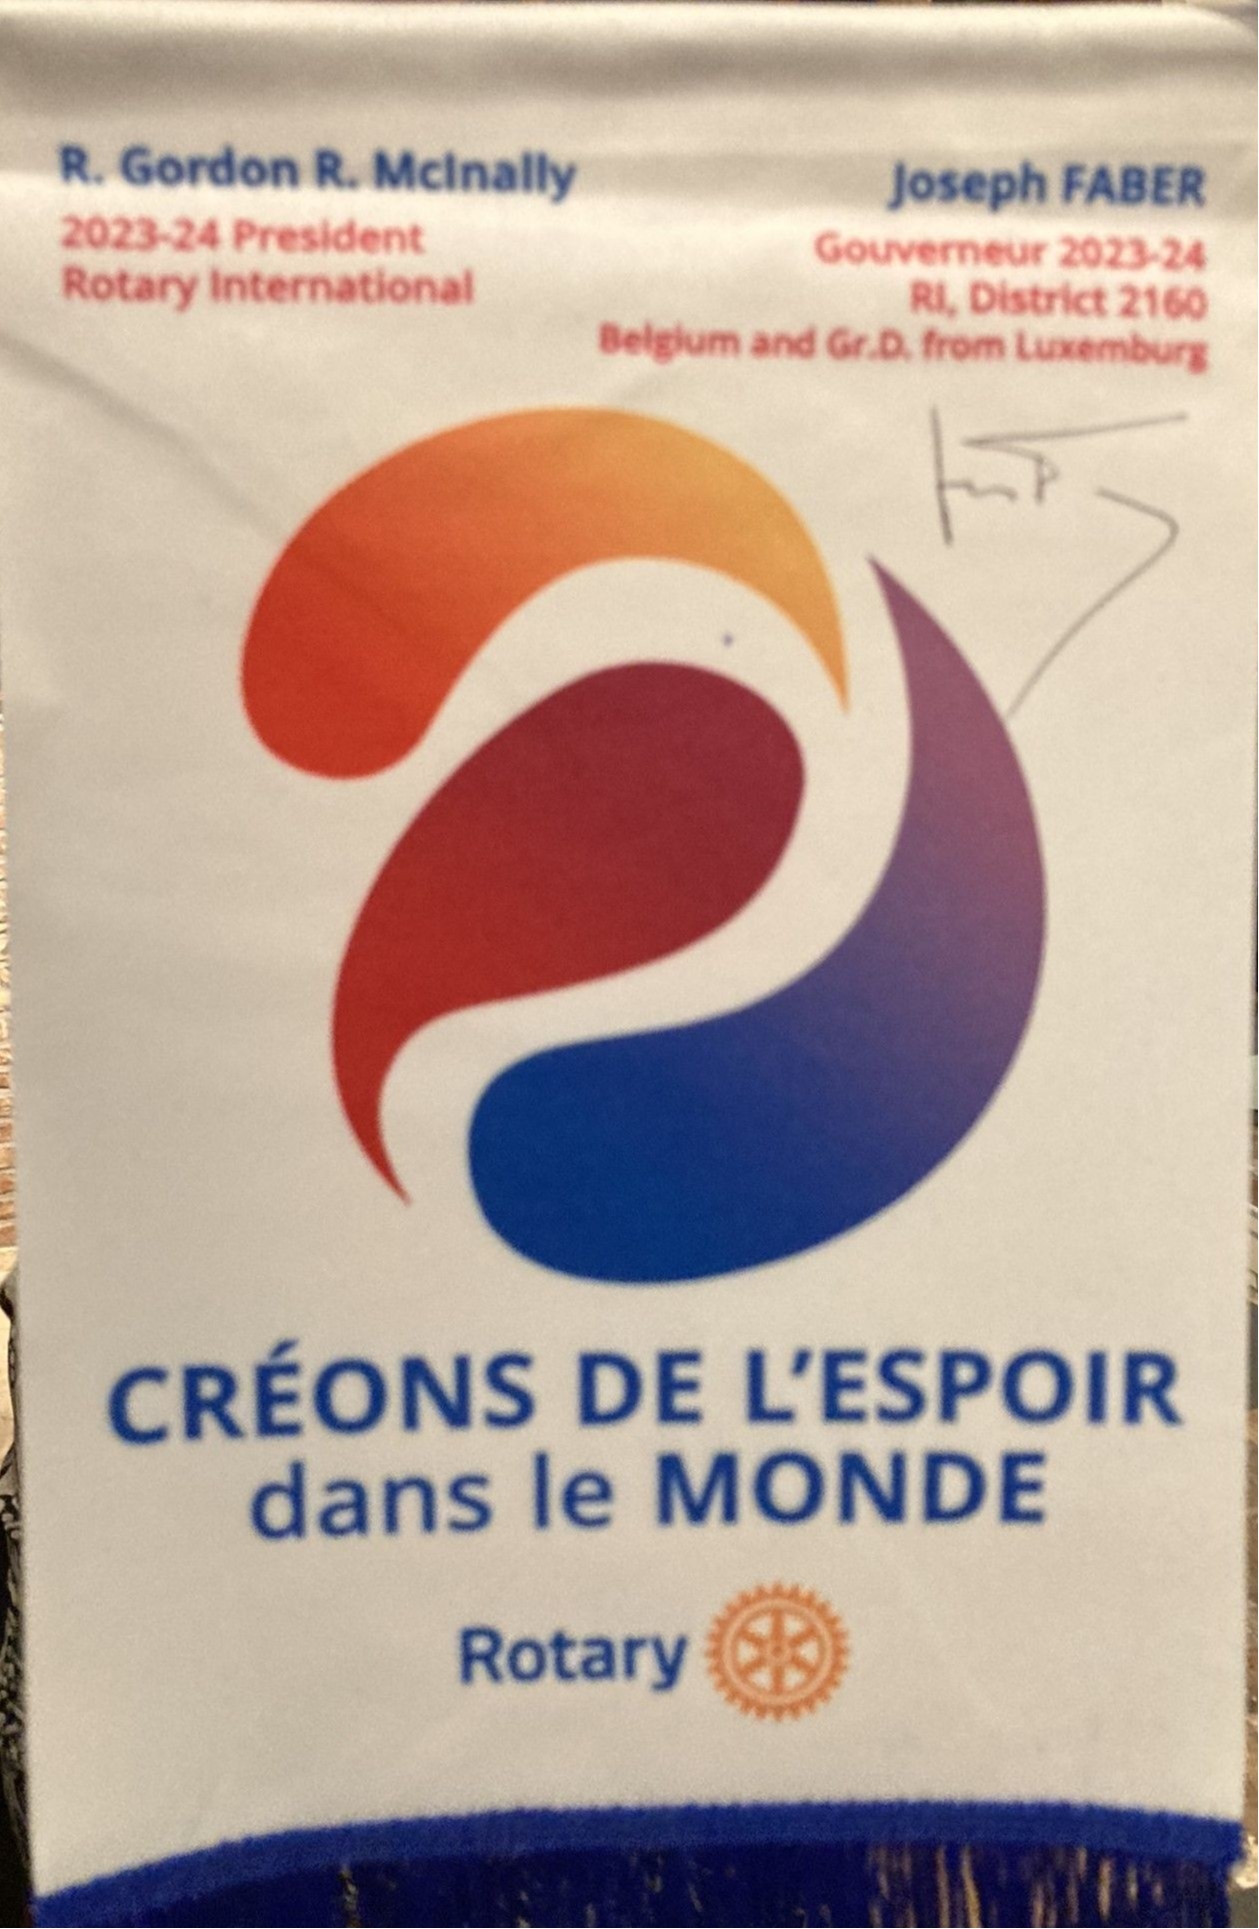 R. Gordon R. McInally
2023-24 President
Rotary International
Joseph FABER
Gouverneur 2023-24
RI, District 2160
Belgium and Gr.D. from Luxemburg
CRÉONS DE L'ESPOIR
dans le MONDE
Rotary